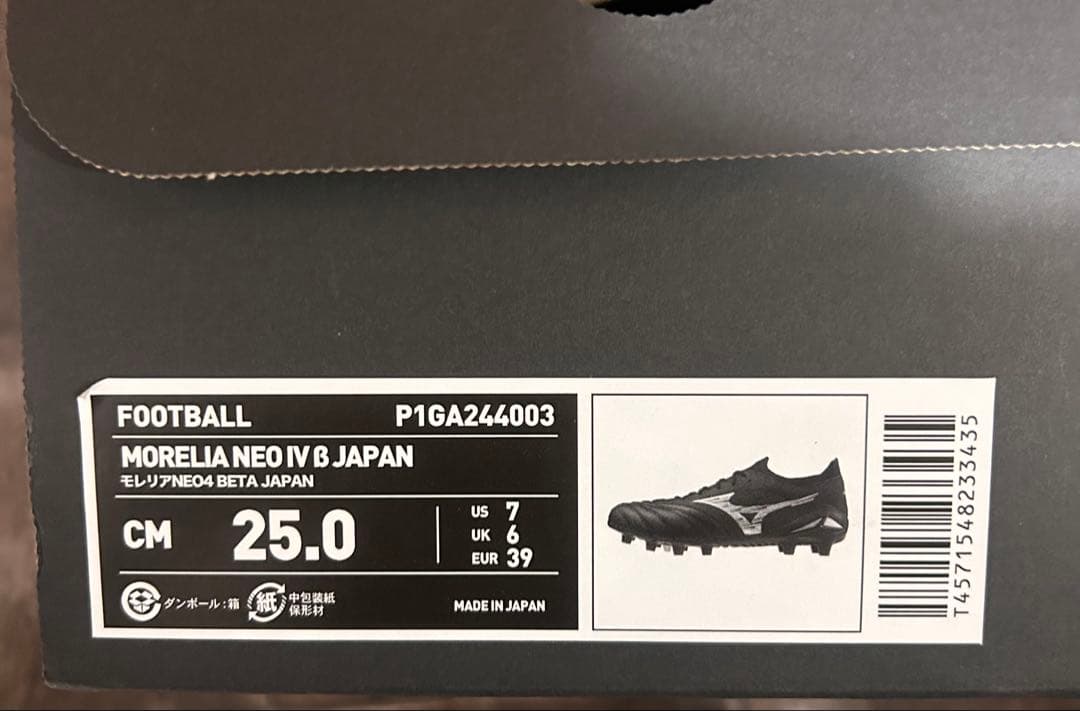 FOOTBALL P1GA244003
MORELIA NEO IV β JAPAN
モレリアNEO4 BETA JAPAN
CM 25.0
US 7
UK 6
EUR 39
ダンボール:箱
紙 中包装紙
保形材
MADE IN JAPAN
T4571548233435